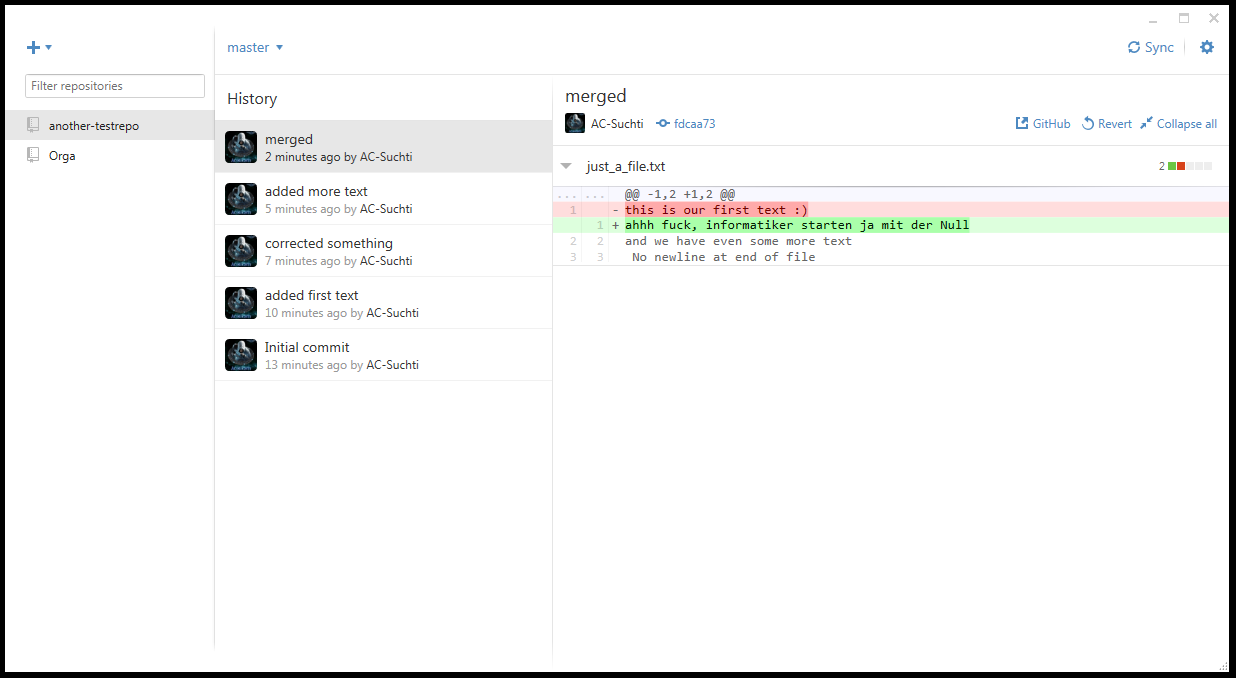 master
Sync
Filter repositories
another-testrepo
Orga
History
merged
2 minutes ago by AC-Suchti
added more text
5 minutes ago by AC-Suchti
corrected something
7 minutes ago by AC-Suchti
added first text
10 minutes ago by AC-Suchti
Initial commit
13 minutes ago by AC-Suchti
merged
AC-Suchti fdcaa73 GitHub Revert Collapse all
just_a_file.txt 2
... ... @@ -1,2 +1,2 @@
1 - this is our first text :)
1 + ahhh fuck, informatiker starten ja mit der Null
2 2 and we have even some more text
3 3 No newline at end of file